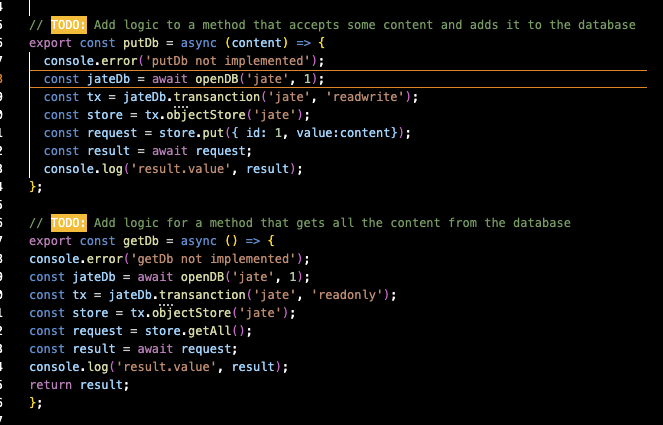 // TODO: Add logic to a method that accepts some content and adds it to the database
export const putDb = async (content) => {
  console.error('putDb not implemented');
  const jateDb = await openDB('jate', 1);
  const tx = jateDb.transanction('jate', 'readwrite');
  const store = tx.objectStore('jate');
  const request = store.put({ id: 1, value:content});
  const result = await request;
  console.log('result.value', result);
};
// TODO: Add logic for a method that gets all the content from the database
export const getDb = async () => {
console.error('getDb not implemented');
const jateDb = await openDB('jate', 1);
const tx = jateDb.transanction('jate', 'readonly');
const store = tx.objectStore('jate');
const request = store.getAll();
const result = await request;
console.log('result.value', result);
return result;
};